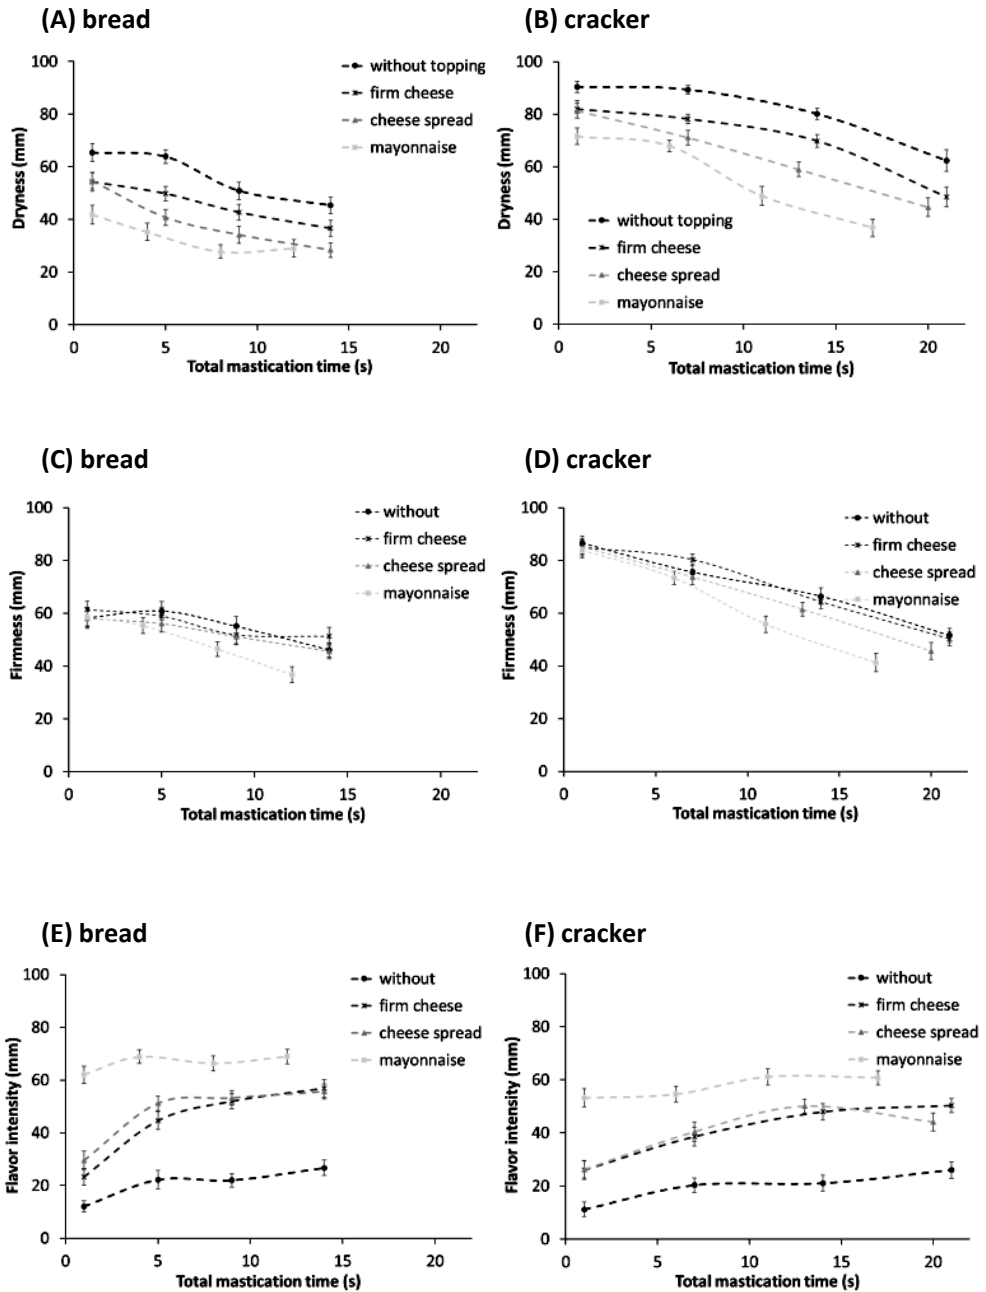 (A) bread
100
80
60
40
20
0
Dryness (mm)
without topping
firm cheese
cheese spread
mayonnaise
0 5 10 15 20
Total mastication time (s)
(B) cracker
100
80
60
40
20
0
Dryness (mm)
without topping
firm cheese
cheese spread
mayonnaise
0 5 10 15 20
Total mastication time (s)
(C) bread
100
80
60
40
20
0
Firmness (mm)
without
firm cheese
cheese spread
mayonnaise
0 5 10 15 20
Total mastication time (s)
(D) cracker
100
80
60
40
20
0
Firmness (mm)
without
firm cheese
cheese spread
mayonnaise
0 5 10 15 20
Total mastication time (s)
(E) bread
100
80
60
40
20
0
Flavor intensity (mm)
without
firm cheese
cheese spread
mayonnaise
0 5 10 15 20
Total mastication time (s)
(F) cracker
100
80
60
40
20
0
Flavor intensity (mm)
without
firm cheese
cheese spread
mayonnaise
0 5 10 15 20
Total mastication time (s)